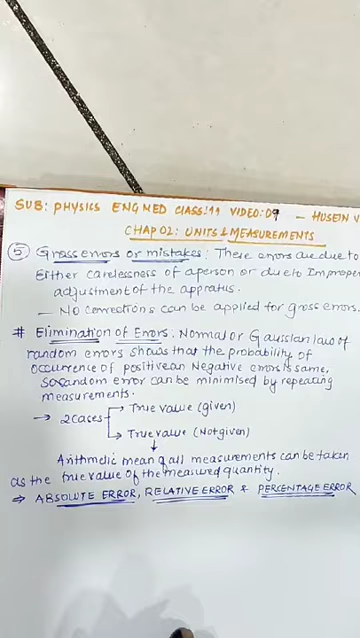 SUB: PHYSICS ENG MED CLASS:11 VIDEO:09 - HUSEIN V
CHAP 02: UNITS & MEASUREMENTS
⑤ Gross errors or mistakes: These errors are due to
Either carelessness of aperson or due to Improper
adjustment of the appratus.
– No corrections can be applied for gross errors.
# Elimination of Errors: Normal or Gaussian law of
random errors shows that the probability of
occurrence of positive an Negative error is same,
So random error can be minimised by repeating
measurements.
→ 2 cases → True value (given)
→ True value (Not given)
↓
Arithmetic mean of all measurements can be taken
as the true value of the measured quantity.
⇒ ABSOLUTE ERROR, RELATIVE ERROR & PERCENTAGE ERROR